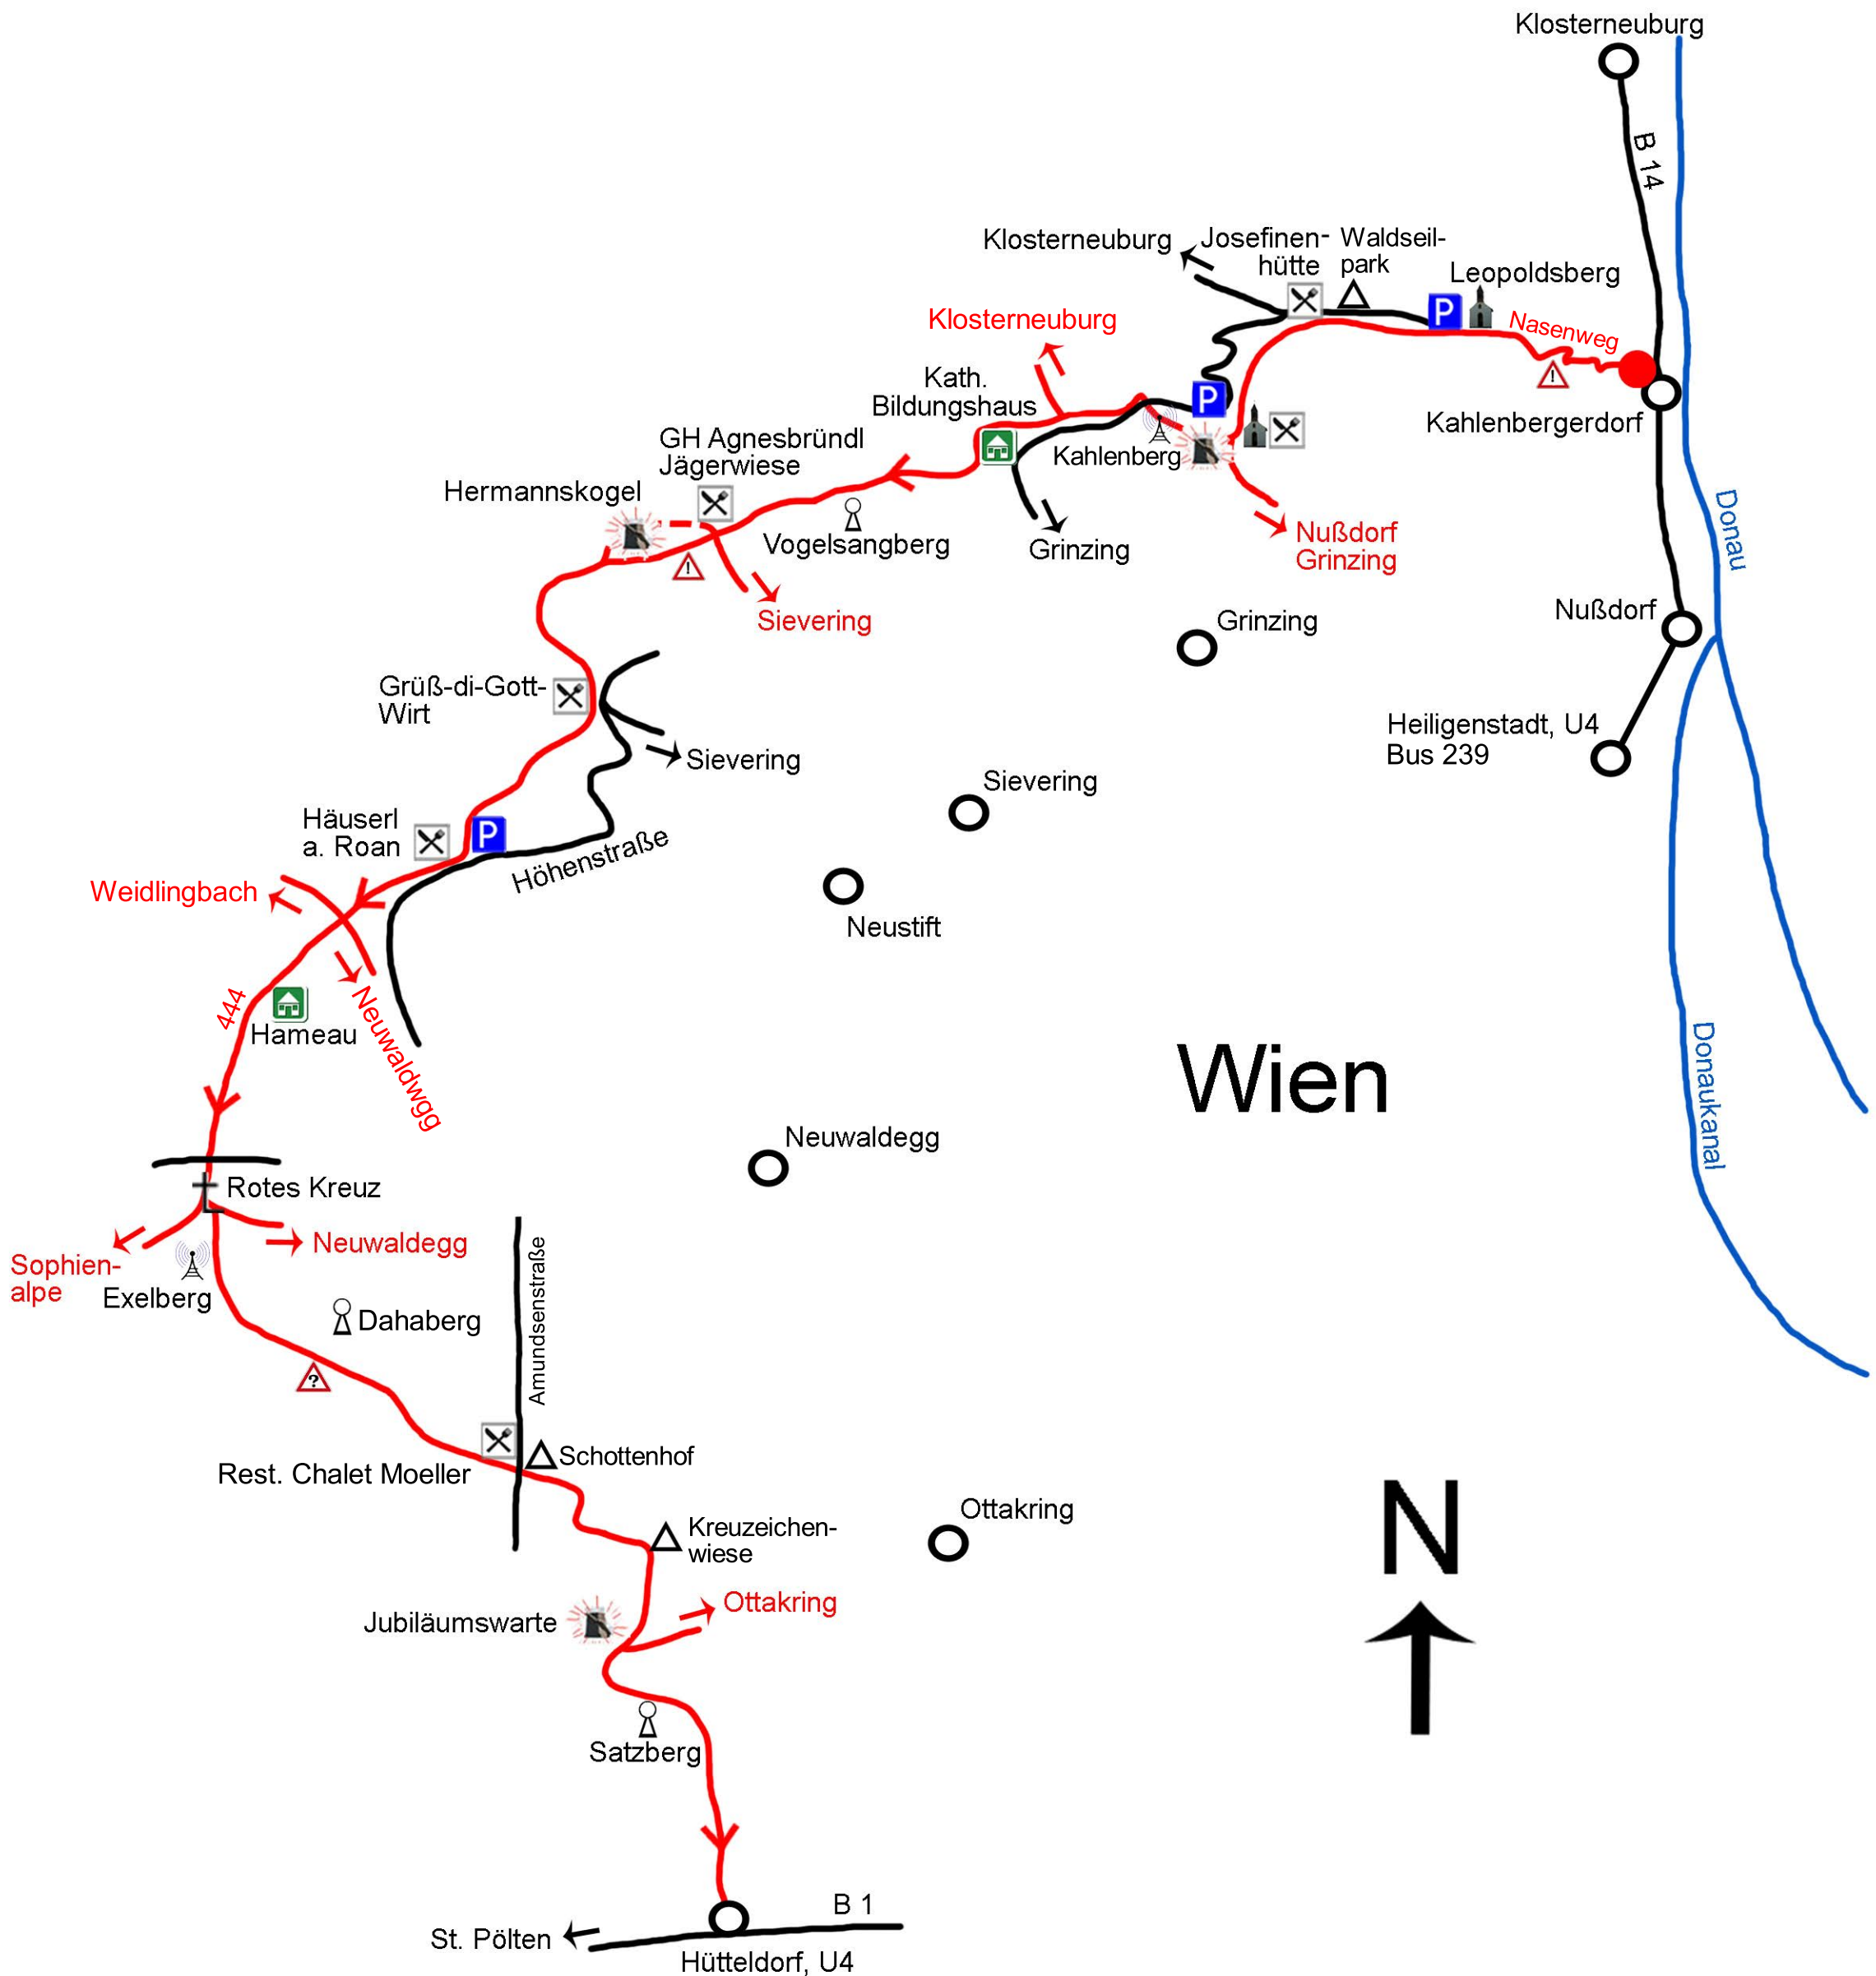 Klosterneuburg
B 14
Klosterneuburg
Josefinen-
hütte
Waldseil-
park
Leopoldsberg
P
Nasenweg
!
Klosterneuburg
Kath.
Bildungshaus
P
Kahlenbergerdorf
GH Agnesbründl
Jägerwiese
Kahlenberg
Hermannskogel
Vogelsangberg
!
Grinzing
Nußdorf
Grinzing
Donau
Sievering
Grinzing
Nußdorf
Grüß-di-Gott-
Wirt
Sievering
Heiligenstadt, U4
Bus 239
Sievering
Häuserl
a. Roan
P
Höhenstraße
Weidlingbach
Neustift
444
Hameau
Neuwaldwgg
Wien
Donaukanal
Neuwaldegg
Rotes Kreuz
Neuwaldegg
Sophien-
alpe
Exelberg
Dahaberg
Amundsenstraße
?
Schottenhof
Rest. Chalet Moeller
Ottakring
Kreuzeichen-
wiese
N
Ottakring
Jubiläumswarte
Satzberg
B 1
St. Pölten
Hütteldorf, U4